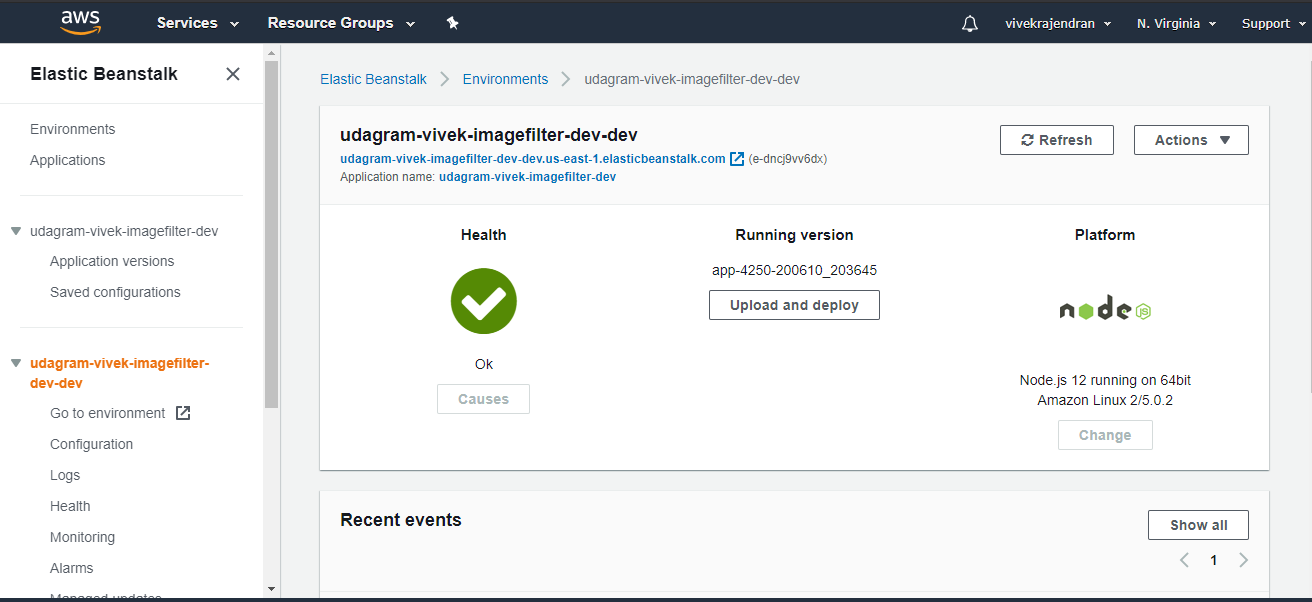 aws
Services
Resource Groups
vivekrajendran
N. Virginia
Support
Elastic Beanstalk
Environments
Applications
udagram-vivek-imagefilter-dev
Application versions
Saved configurations
udagram-vivek-imagefilter-
dev-dev
Go to environment
Configuration
Logs
Health
Monitoring
Alarms
Managed updates
Elastic Beanstalk
Environments
udagram-vivek-imagefilter-dev-dev
udagram-vivek-imagefilter-dev-dev
udagram-vivek-imagefilter-dev-dev.us-east-1.elasticbeanstalk.com (e-dncj9vv6dx)
Application name: udagram-vivek-imagefilter-dev
Refresh
Actions
Health
Ok
Causes
Running version
app-4250-200610_203645
Upload and deploy
Platform
node JS
Node.js 12 running on 64bit
Amazon Linux 2/5.0.2
Change
Recent events
Show all
1